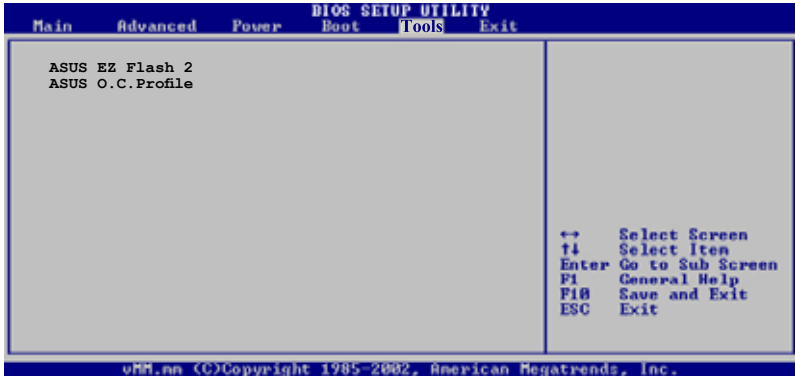 BIOS SETUP UTILITY
Main Advanced Power Boot Tools Exit
ASUS EZ Flash 2
ASUS O.C.Profile
←→ Select Screen
↑↓ Select Item
Enter Go to Sub Screen
F1 General Help
F10 Save and Exit
ESC Exit
vMM.mm (C)Copyright 1985-2002, American Megatrends, Inc.